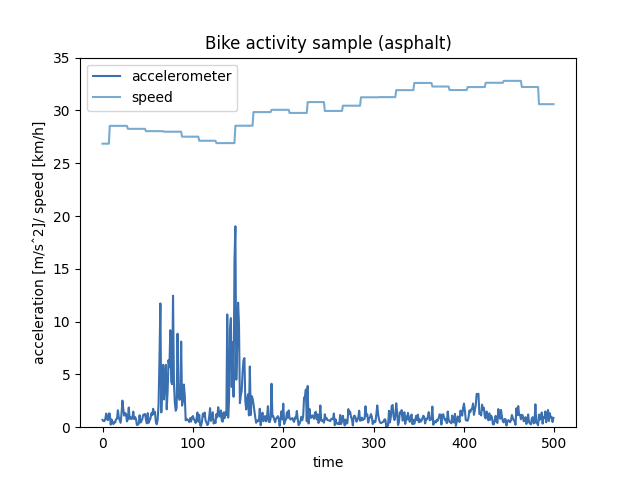 Bike activity sample (asphalt)
accelerometer
speed
35
30
25
20
15
10
5
0
acceleration [m/sˆ2]/ speed [km/h]
0 100 200 300 400 500
time